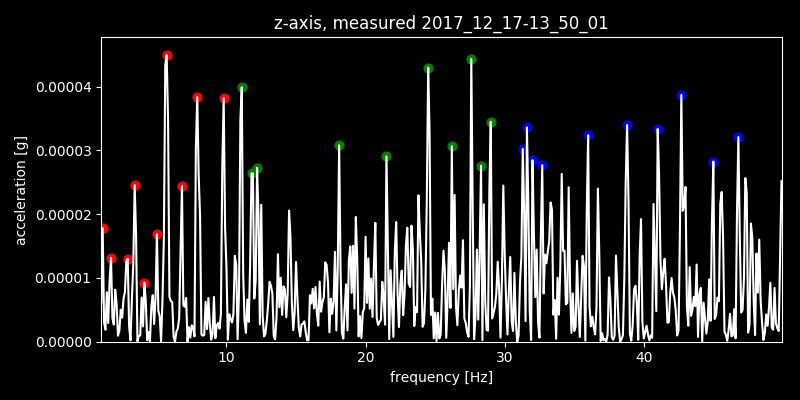 z-axis, measured 2017_12_17-13_50_01
acceleration [g]
0.00004
0.00003
0.00002
0.00001
0.00000
10 20 30 40
frequency [Hz]